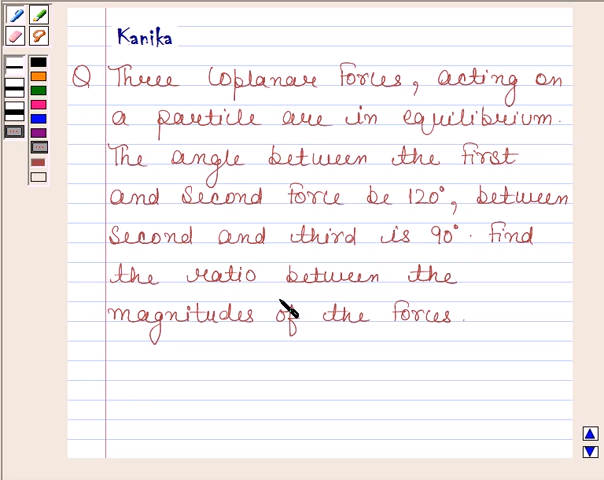 Kanika
Q Three Coplanar forces, acting on
a particle are in equilibrium.
The angle between the first
and second force be 120°, between
second and third is 90°. Find
the ratio between the
magnitudes of the forces.